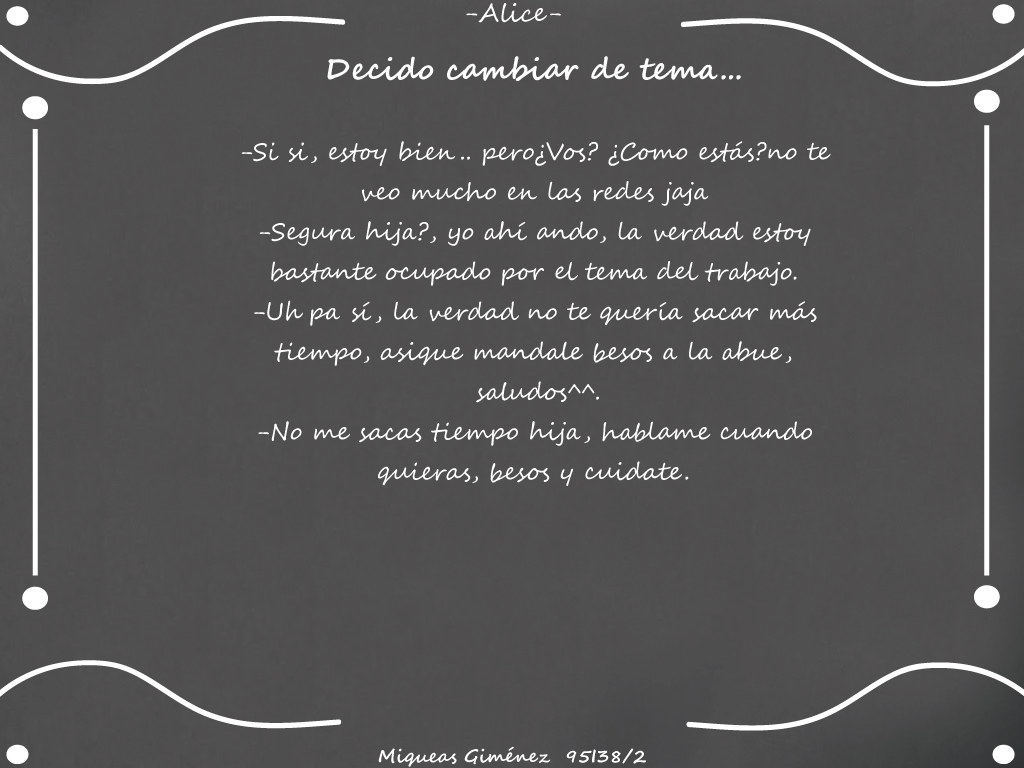 -Alice-
Decido cambiar de tema...
-Si si, estoy bien.. pero¿Vos? ¿Como estás?no te
veo mucho en las redes jaja
-Segura hija?, yo ahí ando, la verdad estoy
bastante ocupado por el tema del trabajo.
-Uh pa sí, la verdad no te quería sacar más
tiempo, asique mandale besos a la abue,
saludos^^.
-No me sacas tiempo hija, hablame cuando
quieras, besos y cuidate.
Miqueas Giménez 95138/2